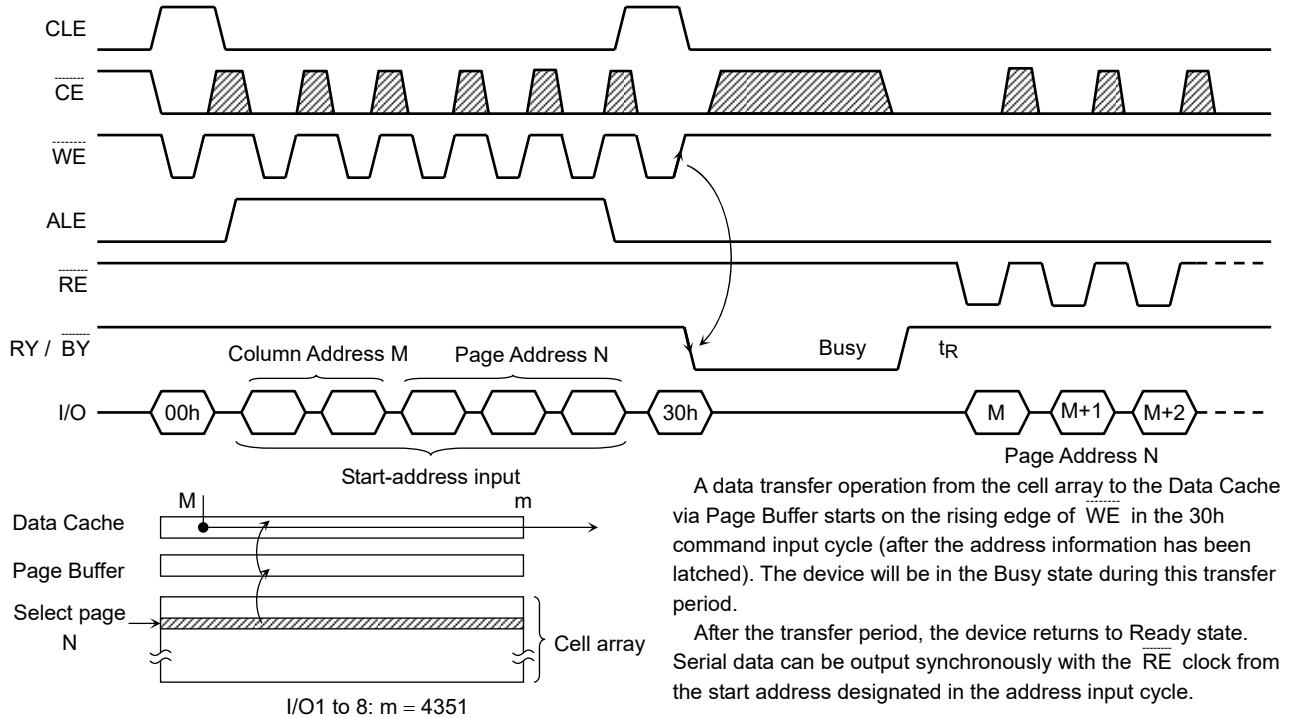 CLE
CE
WE
ALE
RE
RY / BY
Busy
tR
Column Address M
Page Address N
I/O
00h
30h
M
M+1
M+2
Start-address input
Page Address N
M
m
Data Cache
Page Buffer
Select page
N
Cell array
I/O1 to 8: m = 4351
A data transfer operation from the cell array to the Data Cache
via Page Buffer starts on the rising edge of WE in the 30h
command input cycle (after the address information has been
latched). The device will be in the Busy state during this transfer
period.
After the transfer period, the device returns to Ready state.
Serial data can be output synchronously with the RE clock from
the start address designated in the address input cycle.